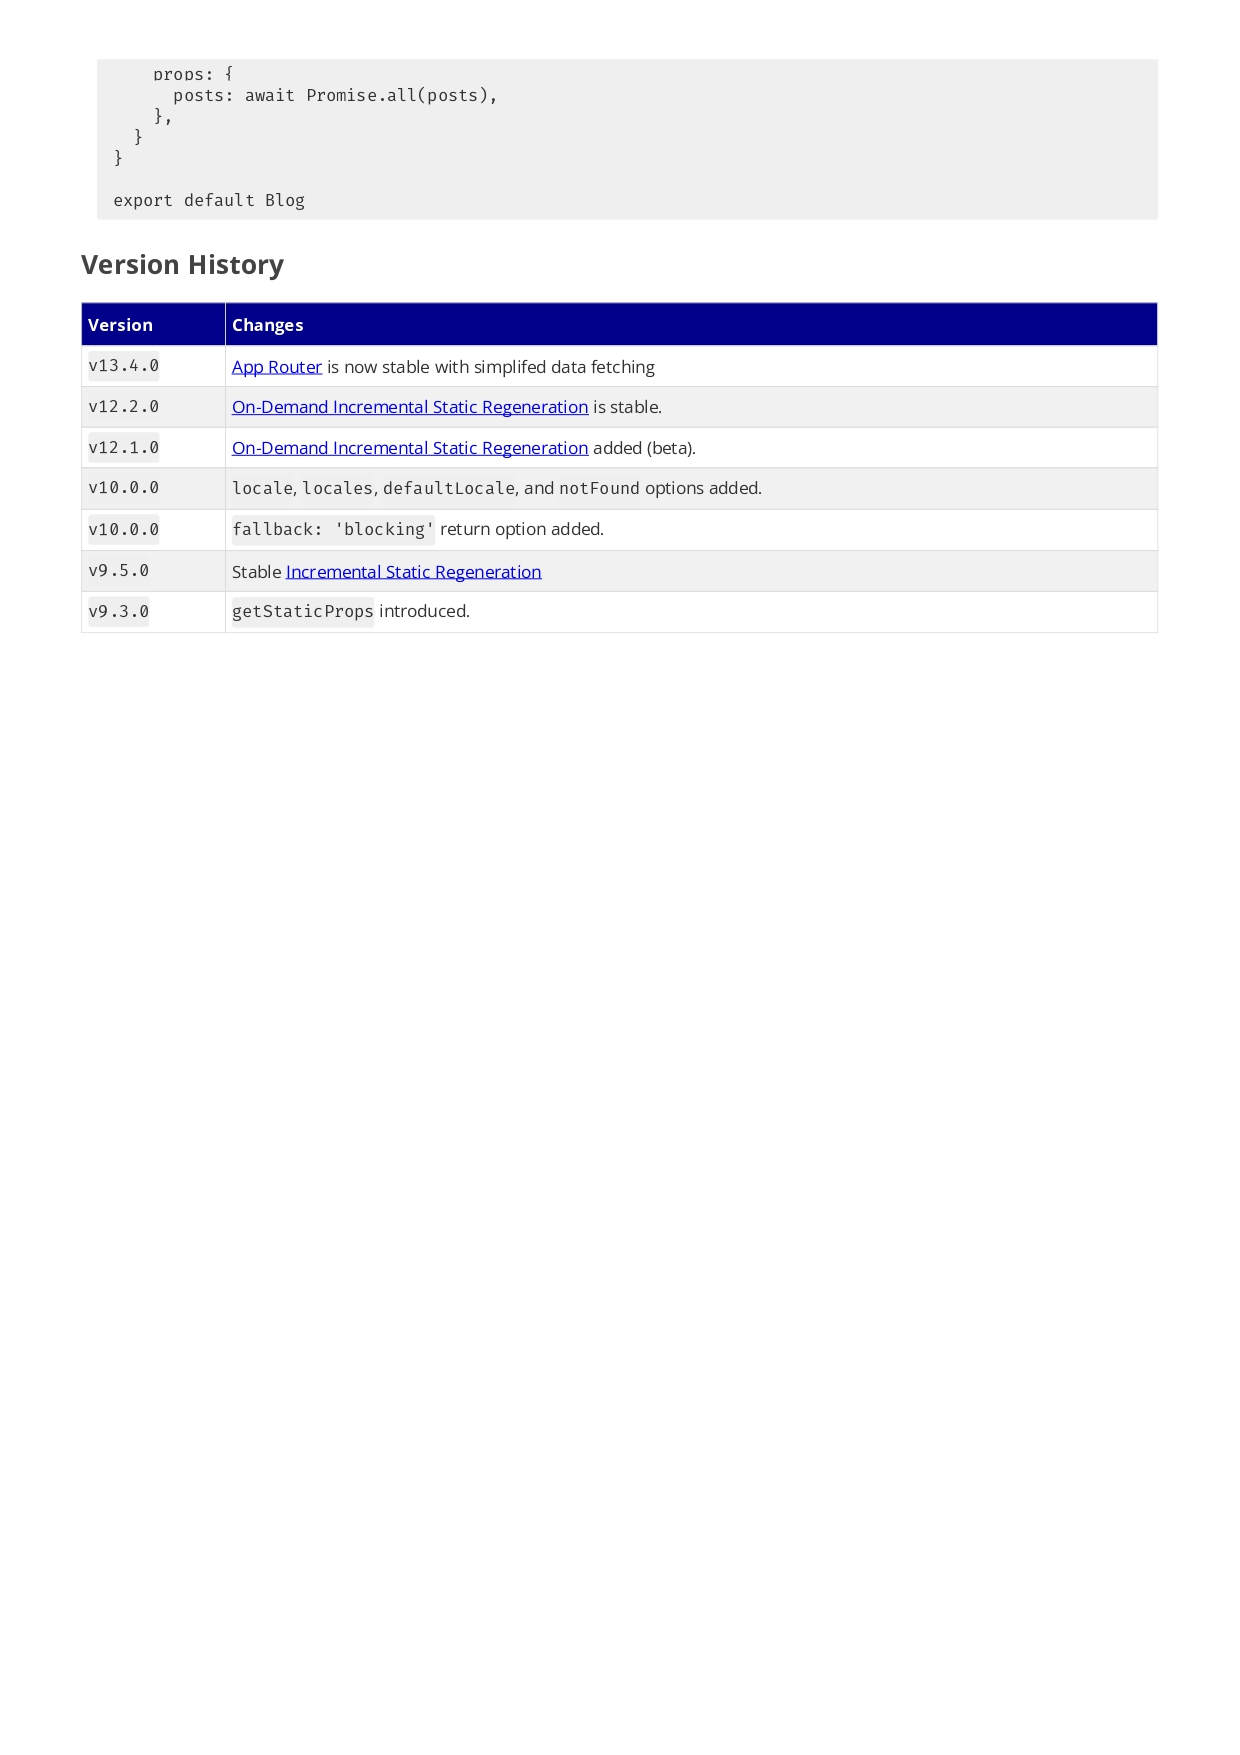 props: {
      posts: await Promise.all(posts),
    },
  }
}

export default Blog
Version History
Version Changes
v13.4.0 App Router is now stable with simplifed data fetching
v12.2.0 On-Demand Incremental Static Regeneration is stable.
v12.1.0 On-Demand Incremental Static Regeneration added (beta).
v10.0.0 locale, locales, defaultLocale, and notFound options added.
v10.0.0 fallback: 'blocking' return option added.
v9.5.0 Stable Incremental Static Regeneration
v9.3.0 getStaticProps introduced.